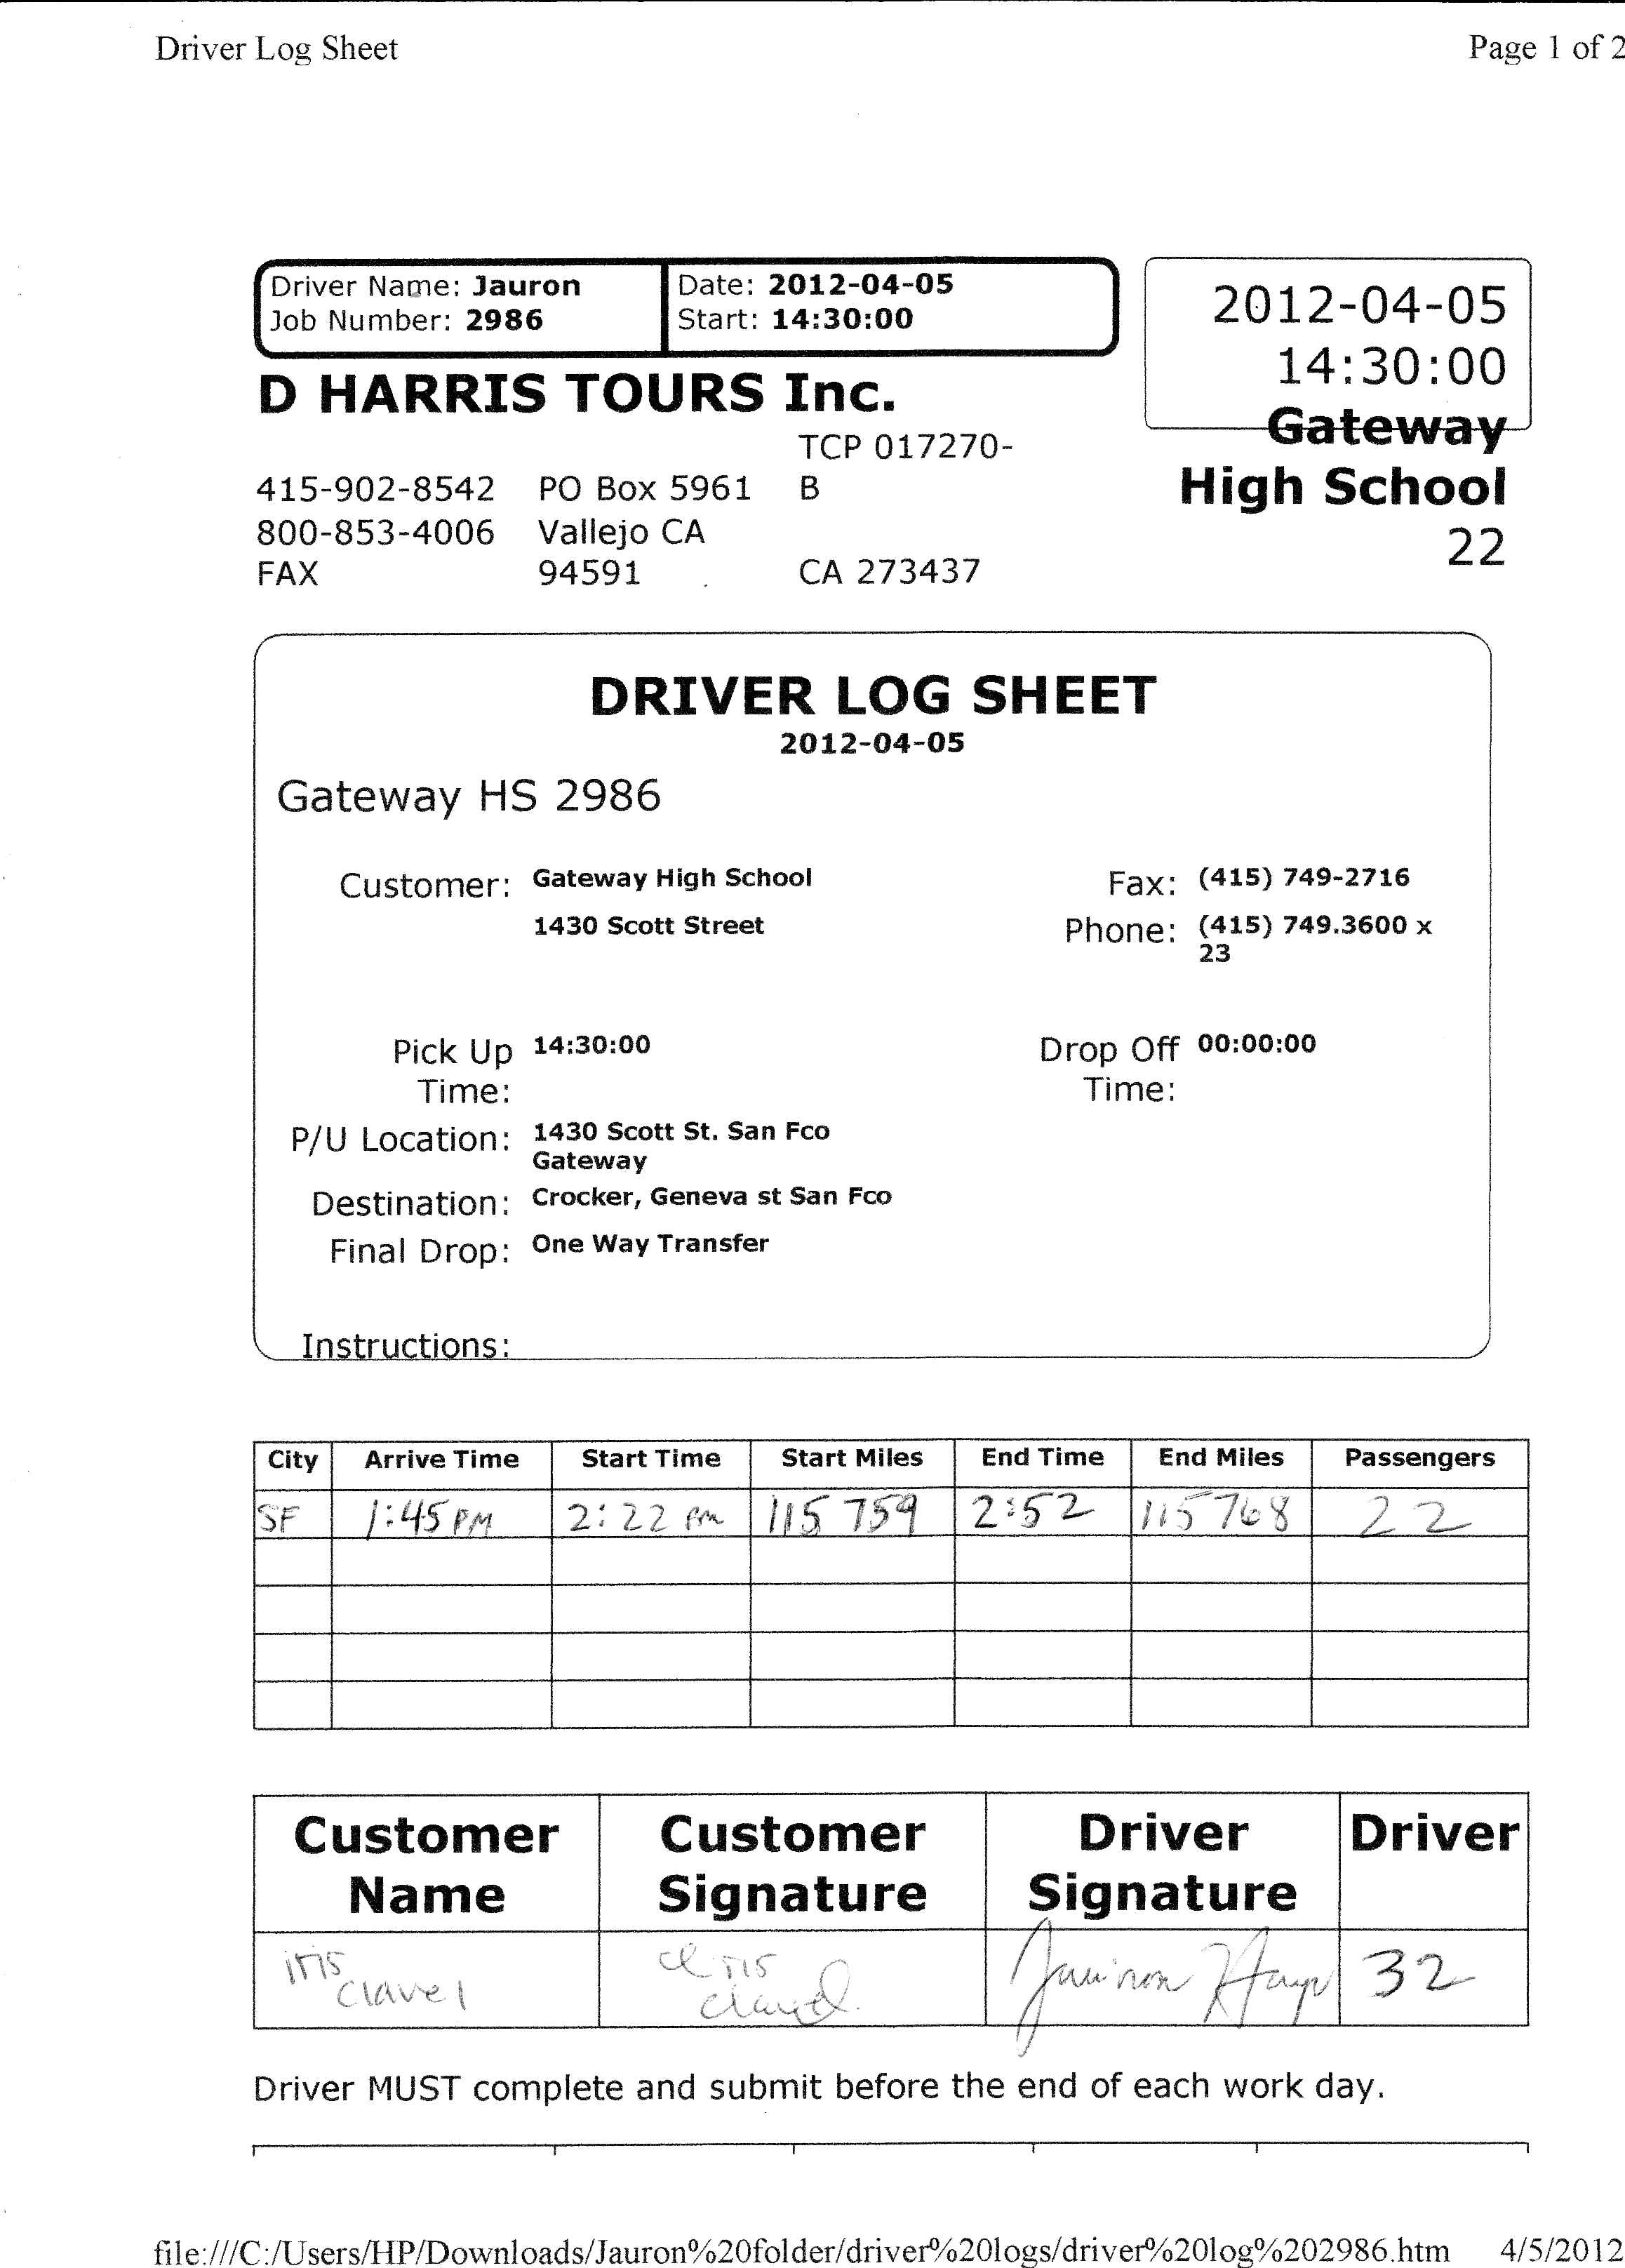 Driver Log Sheet
Page 1 of 2
Driver Name: Jauron
Job Number: 2986
Date: 2012-04-05
Start: 14:30:00
2012-04-05
14:30:00
Gateway
High School
22
D HARRIS TOURS Inc.
TCP 017270-
415-902-8542 PO Box 5961 B
800-853-4006 Vallejo CA
FAX 94591 CA 273437
DRIVER LOG SHEET
2012-04-05
Gateway HS 2986
Customer: Gateway High School Fax: (415) 749-2716
1430 Scott Street Phone: (415) 749.3600 x
23
Pick Up 14:30:00 Drop Off 00:00:00
Time: Time:
P/U Location: 1430 Scott St. San Fco
Gateway
Destination: Crocker, Geneva st San Fco
Final Drop: One Way Transfer
Instructions:
City Arrive Time Start Time Start Miles End Time End Miles Passengers
SF 1:45 PM 2:22 PM 115 759 2:52 115768 22
Customer Customer Driver Driver
Name Signature Signature
iris
clavel
32
Driver MUST complete and submit before the end of each work day.
file:///C:/Users/HP/Downloads/Jauron%20folder/driver%20logs/driver%20log%202986.htm 4/5/2012